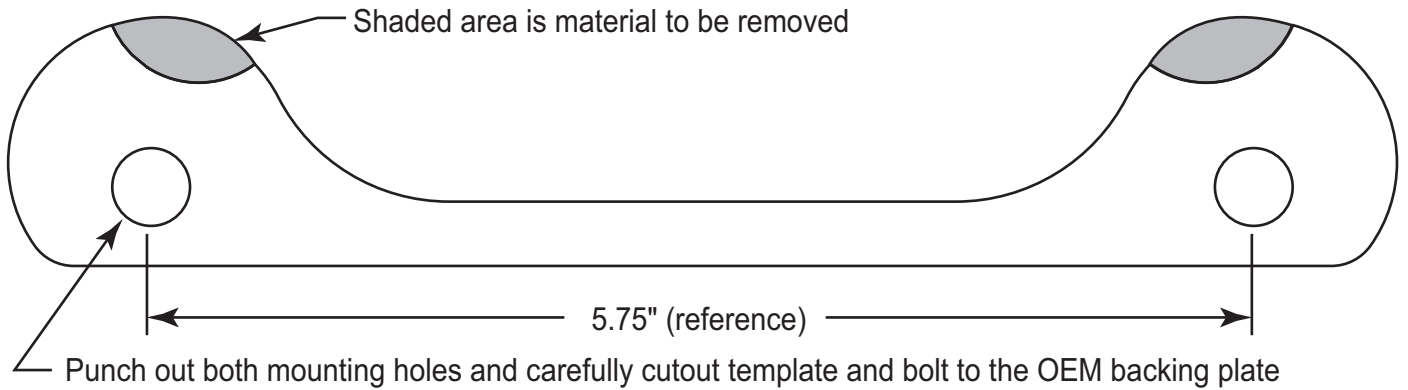 Shaded area is material to be removed
5.75" (reference)
Punch out both mounting holes and carefully cutout template and bolt to the OEM backing plate